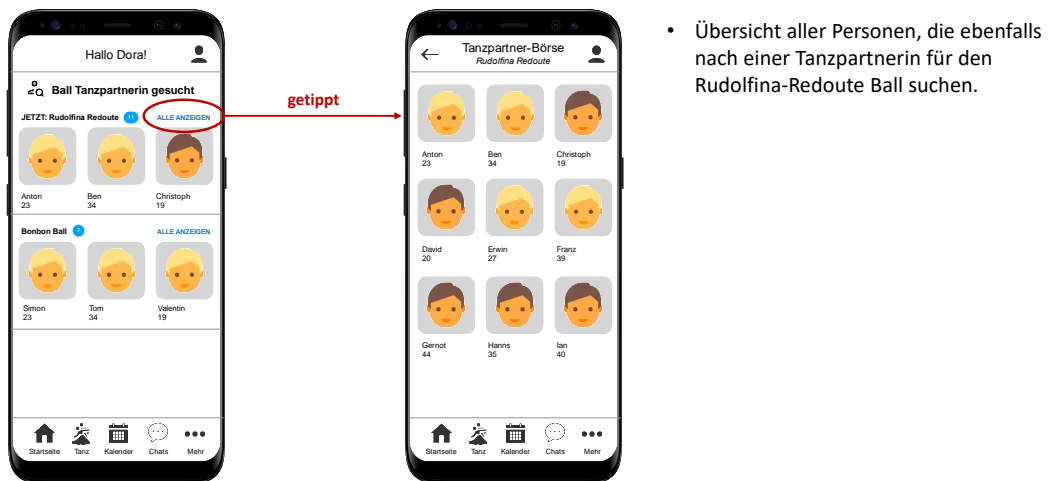 Hallo Dora!
Ball Tanzpartnerin gesucht
JETZT: Rudolfina Redoute 11 ALLE ANZEIGEN
Anton Ben Christoph
23 34 19
Bonbon Ball 7 ALLE ANZEIGEN
Simon Tom Valentin
23 34 19
Startseite Tanz Kalender Chats Mehr
getippt
Tanzpartner-Börse
Rudolfina Redoute
Anton Ben Christoph
23 34 19
David Erwin Franz
20 27 39
Gernot Hanns Ian
44 35 40
Startseite Tanz Kalender Chats Mehr
• Übersicht aller Personen, die ebenfalls
nach einer Tanzpartnerin für den
Rudolfina-Redoute Ball suchen.